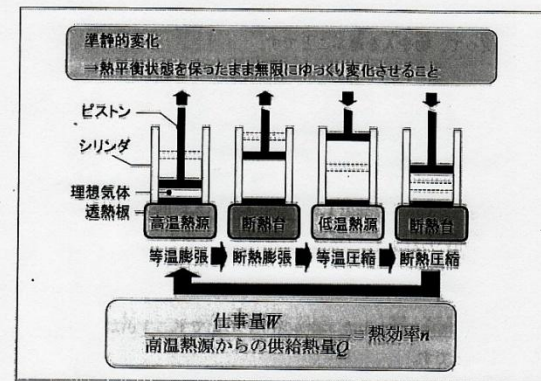 準静的変化
→熱平衡状態を保ったまま無限にゆっくり変化させること
ピストン
シリンダ
理想気体
透熱板
高温熱源
断熱台
低温熱源
断熱台
等温膨張
断熱膨張
等温圧縮
断熱圧縮
仕事量W
高温熱源からの供給熱量Q
=熱効率n